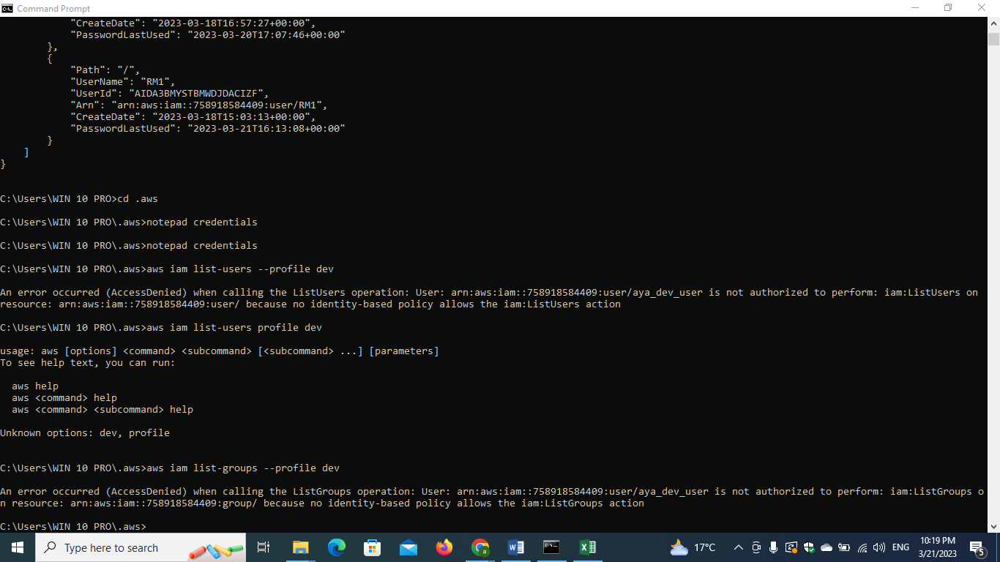 Command Prompt
            "CreateDate": "2023-03-18T16:57:27+00:00",
            "PasswordLastUsed": "2023-03-20T17:07:46+00:00"
        },
        {
            "Path": "/",
            "UserName": "RM1",
            "UserId": "AIDA3BMYSTBMWDJDACIZF",
            "Arn": "arn:aws:iam::758918584409:user/RM1",
            "CreateDate": "2023-03-18T15:03:13+00:00",
            "PasswordLastUsed": "2023-03-21T16:13:08+00:00"
        }
    ]
}
C:\Users\WIN 10 PRO>cd .aws
C:\Users\WIN 10 PRO\.aws>notepad credentials
C:\Users\WIN 10 PRO\.aws>notepad credentials
C:\Users\WIN 10 PRO\.aws>aws iam list-users --profile dev
An error occurred (AccessDenied) when calling the ListUsers operation: User: arn:aws:iam::758918584409:user/aya_dev_user is not authorized to perform: iam:ListUsers on
resource: arn:aws:iam::758918584409:user/ because no identity-based policy allows the iam:ListUsers action
C:\Users\WIN 10 PRO\.aws>aws iam list-users profile dev
usage: aws [options] <command> <subcommand> [<subcommand> ...] [parameters]
To see help text, you can run:
  aws help
  aws <command> help
  aws <command> <subcommand> help
Unknown options: dev, profile
C:\Users\WIN 10 PRO\.aws>aws iam list-groups --profile dev
An error occurred (AccessDenied) when calling the ListGroups operation: User: arn:aws:iam::758918584409:user/aya_dev_user is not authorized to perform: iam:ListGroups o
n resource: arn:aws:iam::758918584409:group/ because no identity-based policy allows the iam:ListGroups action
C:\Users\WIN 10 PRO\.aws>
Type here to search
17°C
ENG
10:19 PM
3/21/2023
5